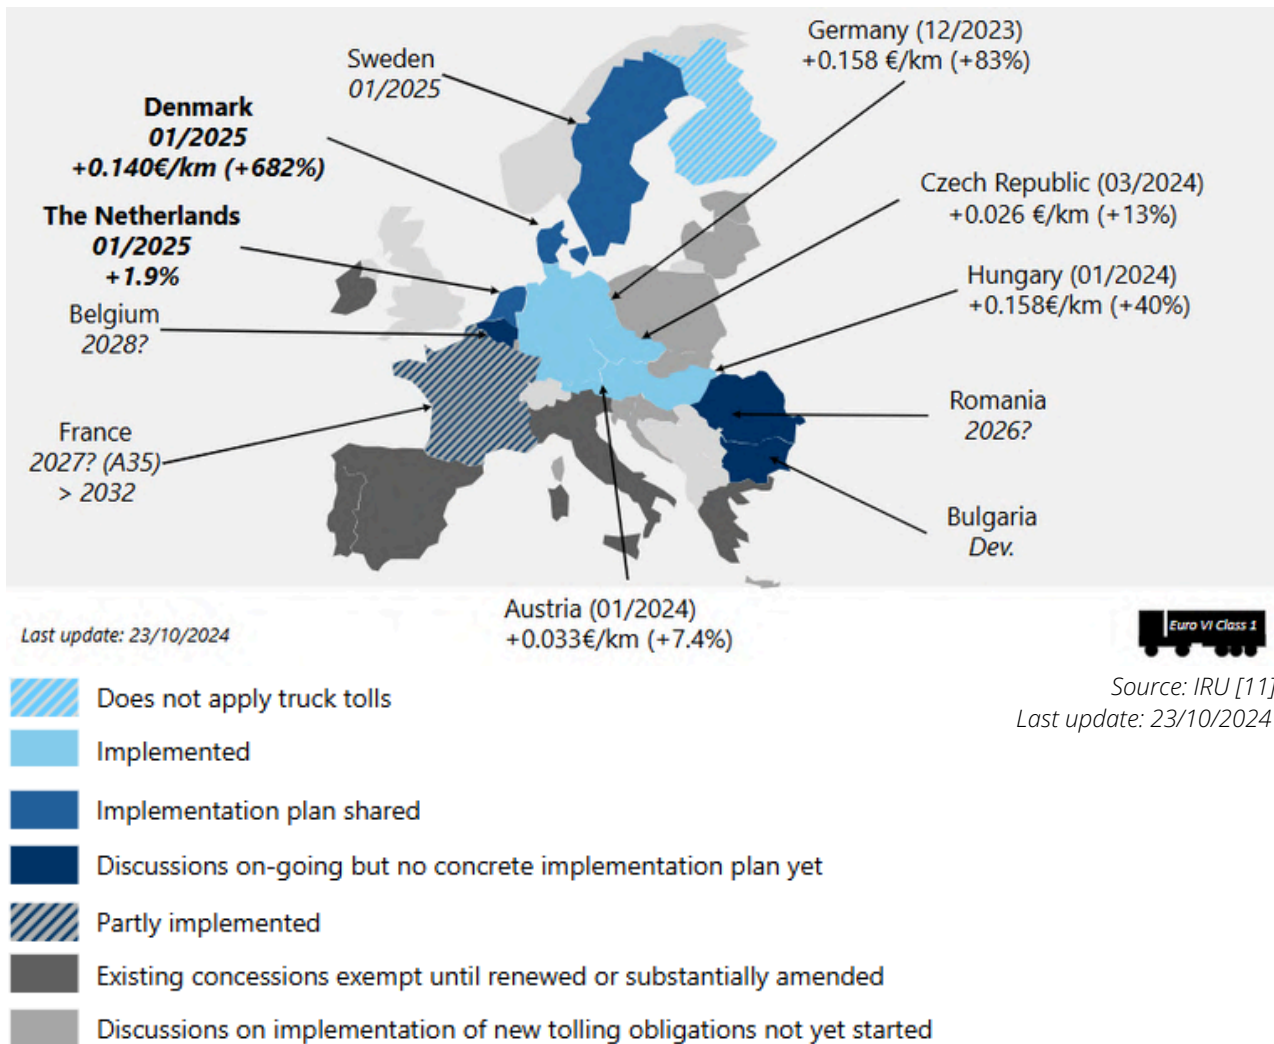 Germany (12/2023)
+0.158 €/km (+83%)
Sweden
01/2025
Denmark
01/2025
+0.140€/km (+682%)
Czech Republic (03/2024)
+0.026 €/km (+13%)
The Netherlands
01/2025
+1.9%
Hungary (01/2024)
+0.158€/km (+40%)
Belgium
2028?
Romania
2026?
France
2027? (A35)
> 2032
Bulgaria
Dev.
Austria (01/2024)
+0.033€/km (+7.4%)
Last update: 23/10/2024
Euro VI Class 1
Source: IRU [11]
Last update: 23/10/2024
Does not apply truck tolls
Implemented
Implementation plan shared
Discussions on-going but no concrete implementation plan yet
Partly implemented
Existing concessions exempt until renewed or substantially amended
Discussions on implementation of new tolling obligations not yet started